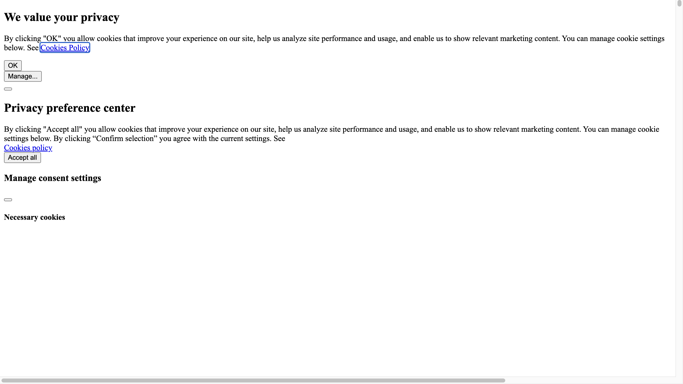 We value your privacy
By clicking "OK" you allow cookies that improve your experience on our site, help us analyze site performance and usage, and enable us to show relevant marketing content. You can manage cookie settings
below. See Cookies Policy
OK
Manage...
Privacy preference center
By clicking "Accept all" you allow cookies that improve your experience on our site, help us analyze site performance and usage, and enable us to show relevant marketing content. You can manage cookie
settings below. By clicking “Confirm selection” you agree with the current settings. See
Cookies policy
Accept all
Manage consent settings
Necessary cookies